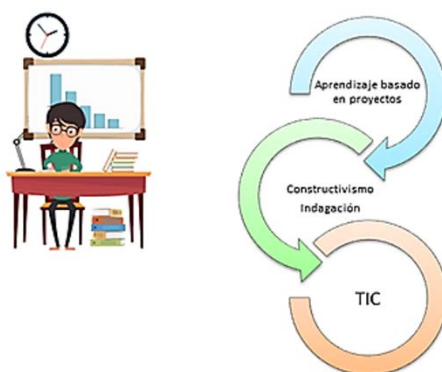 Aprendizaje basado
en proyectos
Constructivismo
Indagación
TIC